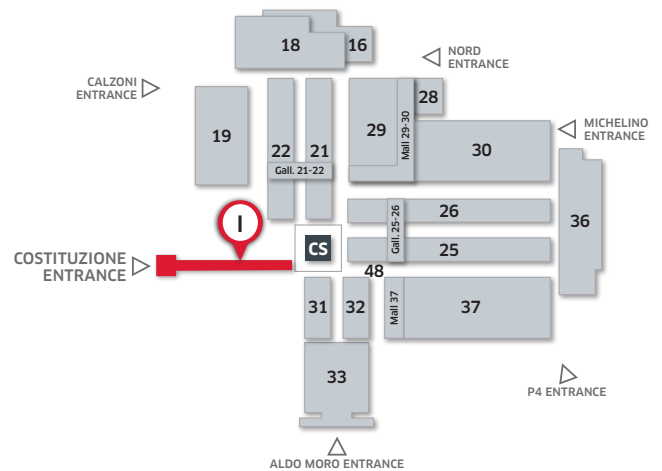 18
16
NORD
ENTRANCE
CALZONI
ENTRANCE
28
19
22
21
29
Mall 29-30
30
MICHELINO
ENTRANCE
Gall. 21-22
36
26
Gall. 25-26
I
CS
25
COSTITUZIONE
ENTRANCE
48
31
32
Mall 37
37
33
P4 ENTRANCE
ALDO MORO ENTRANCE